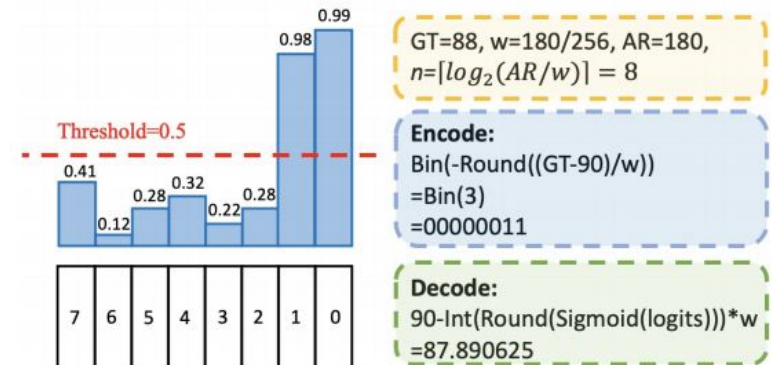 0.99
0.98
Threshold=0.5
0.41
0.12
0.28
0.32
0.22
0.28
7 6 5 4 3 2 1 0
GT=88, w=180/256, AR=180,
n=⌈log₂(AR/w)⌉ = 8
Encode:
Bin(-Round((GT-90)/w))
=Bin(3)
=00000011
Decode:
90-Int(Round(Sigmoid(logits)))*w
=87.890625